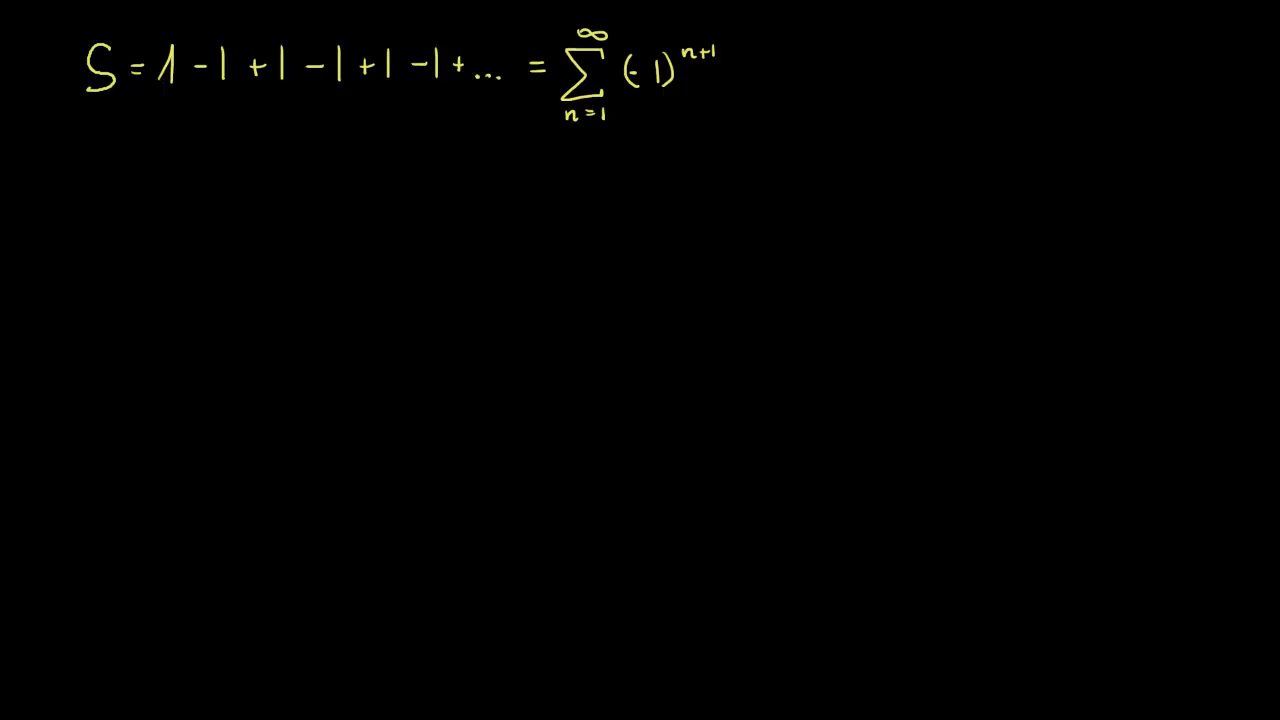 S = 1 - 1 + 1 - 1 + 1 - 1 + ... = ∑_{n=1}^{∞} (-1)^{n+1}